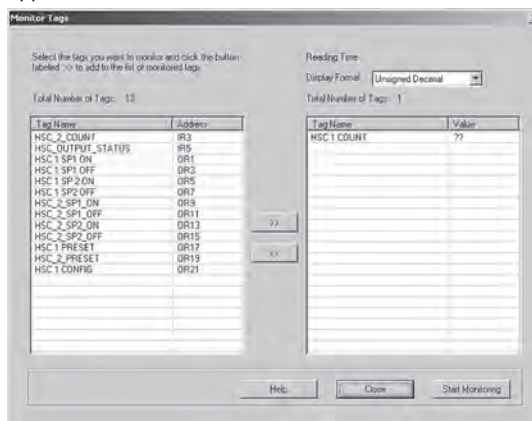 Monitor Tags
Select the tags you want to monitor and click the button
labeled >> to add to the list of monitored tags.
Total Number of Tags: 13
Tag Name Address
HSC_2_COUNT IR3
HSC_OUTPUT_STATUS IR5
HSC 1 SP1 ON OR1
HSC 1 SP1 OFF OR3
HSC 1 SP 2 ON OR5
HSC 1 SP2 OFF OR7
HSC_2_SP1_ON OR9
HSC_2_SP1_OFF OR11
HSC_2_SP2_ON OR13
HSC_2_SP2_OFF OR15
HSC 1 PRESET OR17
HSC_2_PRESET OR19
HSC 1 CONFIG OR21
>>
<<
Reading Time
Display Format Unsigned Decimal
Total Number of Tags: 1
Tag Name Value
HSC 1 COUNT ??
Help Close Start Monitoring